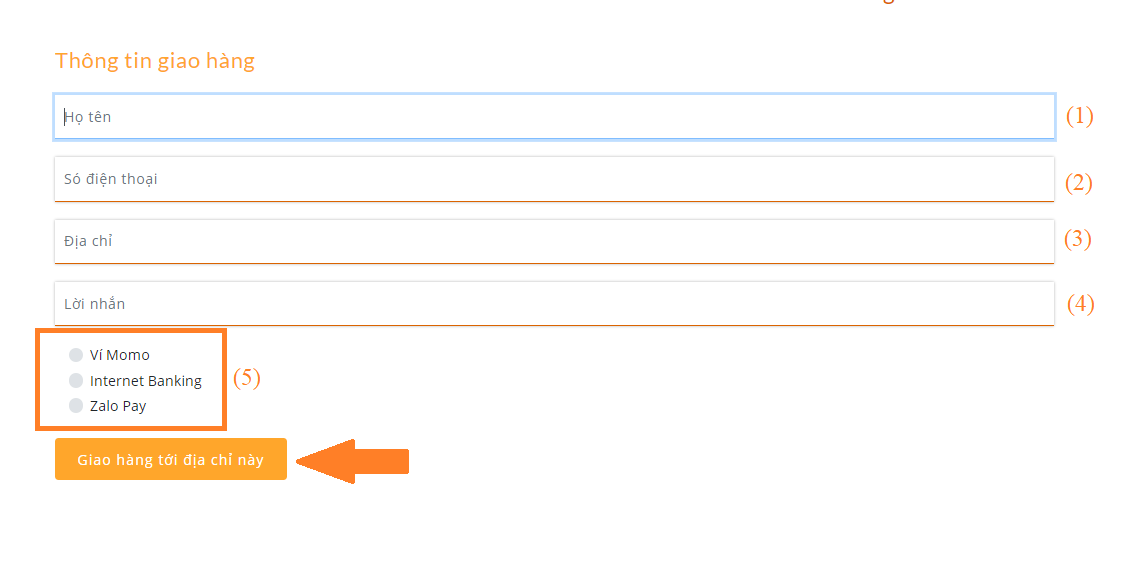 Thông tin giao hàng
Họ tên (1)
Só điện thoại (2)
Địa chỉ (3)
Lời nhắn (4)
Ví Momo
Internet Banking (5)
Zalo Pay
Giao hàng tới địa chỉ này